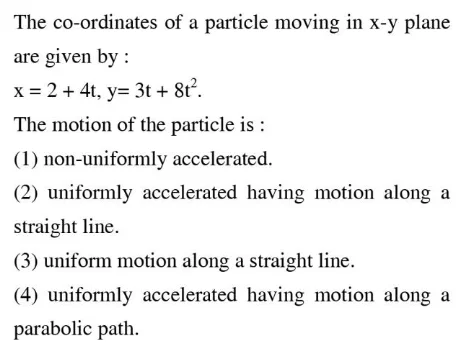 The co-ordinates of a particle moving in x-y plane
are given by :
x = 2 + 4t, y= 3t + 8t².
The motion of the particle is :
(1) non-uniformly accelerated.
(2) uniformly accelerated having motion along a
straight line.
(3) uniform motion along a straight line.
(4) uniformly accelerated having motion along a
parabolic path.